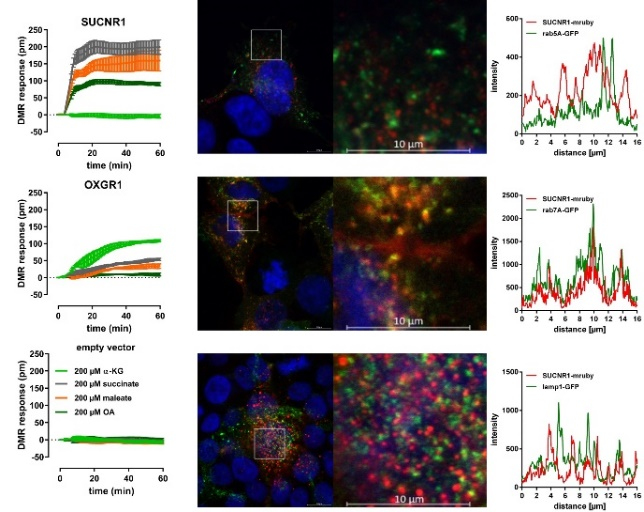 SUCNR1
DMR response (pm)
250
200
150
100
50
0
-50
0
20
40
60
time (min)
10 µm
intensity
600
400
200
0
SUCNR1-mruby
rab5A-GFP
0 2 4 6 8 10 12 14 16
distance [µm]
OXGR1
DMR response (pm)
250
200
150
100
50
0
-50
0
20
40
60
time (min)
10 µm
intensity
2500
2000
1500
1000
500
0
SUCNR1-mruby
rab7A-GFP
0 2 4 6 8 10 12 14 16
distance [µm]
empty vector
DMR response (pm)
250
200
150
100
50
0
-50
200 µM α-KG
200 µM succinate
200 µM maleate
200 µM OA
0
20
40
60
time (min)
10 µm
intensity
1500
1000
500
0
SUCNR1-mruby
lamp1-GFP
0 2 4 6 8 10 12 14 16
distance [µm]